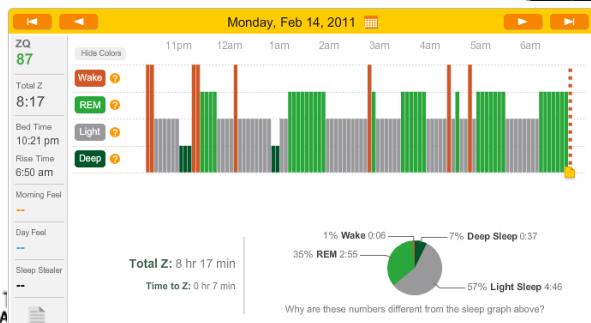 Monday, Feb 14, 2011
ZQ
87
Total Z
8:17
Bed Time
10:21 pm
Rise Time
6:50 am
Morning Feel
--
Day Feel
--
Sleep Stealer
--
Hide Colors
11pm 12am 1am 2am 3am 4am 5am 6am
Wake ?
REM ?
Light ?
Deep ?
Total Z: 8 hr 17 min
Time to Z: 0 hr 7 min
1% Wake 0:06
7% Deep Sleep 0:37
35% REM 2:55
57% Light Sleep 4:46
Why are these numbers different from the sleep graph above?